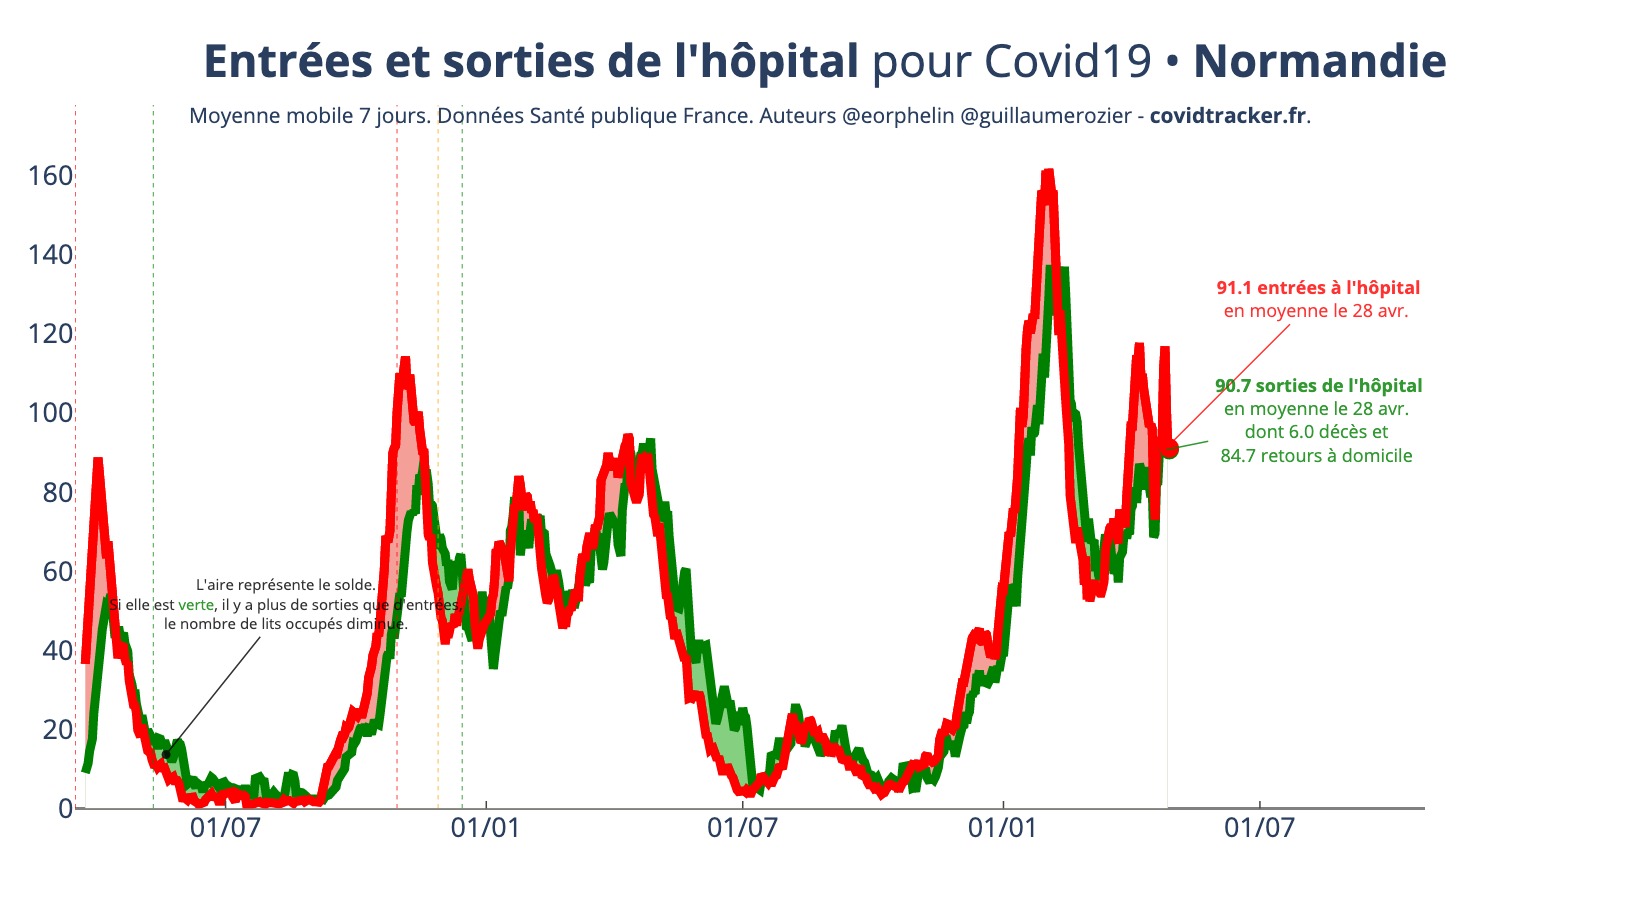 Entrées et sorties de l'hôpital pour Covid19 • Normandie
Moyenne mobile 7 jours. Données Santé publique France. Auteurs @eorphelin @guillaumerozier - covidtracker.fr.
160
140
120
100
80
60
40
20
0
91.1 entrées à l'hôpital
en moyenne le 28 avr.
90.7 sorties de l'hôpital
en moyenne le 28 avr.
dont 6.0 décès et
84.7 retours à domicile
L'aire représente le solde.
Si elle est verte, il y a plus de sorties que d'entrées,
le nombre de lits occupés diminue.
01/07
01/01
01/07
01/01
01/07